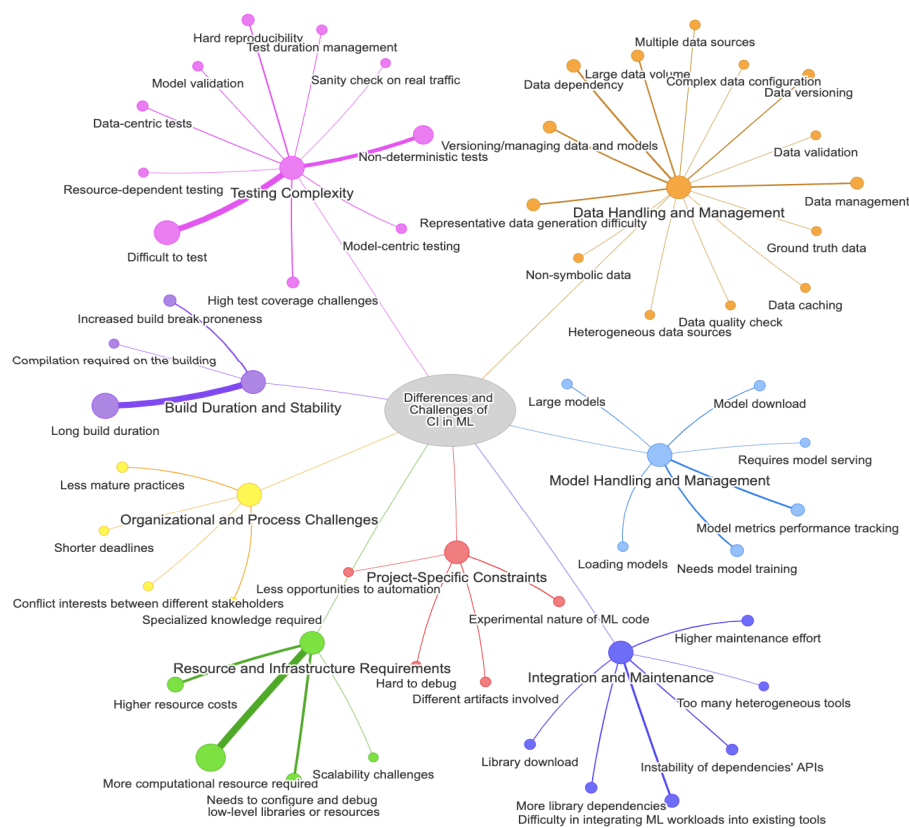 Hard reproducibility
Test duration management
Model validation
Sanity check on real traffic
Data-centric tests
Non-deterministic tests
Resource-dependent testing
Testing Complexity
Difficult to test
Model-centric testing
High test coverage challenges
Multiple data sources
Large data volume
Data dependency
Complex data configuration
Data versioning
Versioning/managing data and models
Data validation
Data management
Representative data generation difficulty
Data Handling and Management
Ground truth data
Non-symbolic data
Data caching
Data quality check
Heterogeneous data sources
Increased build break proneness
Compilation required on the building
Build Duration and Stability
Long build duration
Differences and
Challenges of
CI in ML
Large models
Model download
Requires model serving
Model Handling and Management
Model metrics performance tracking
Loading models
Needs model training
Less mature practices
Organizational and Process Challenges
Shorter deadlines
Conflict interests between different stakeholders
Specialized knowledge required
Project-Specific Constraints
Less opportunities to automation
Experimental nature of ML code
Hard to debug
Different artifacts involved
Resource and Infrastructure Requirements
Higher resource costs
More computational resource required
Scalability challenges
Needs to configure and debug
low-level libraries or resources
Higher maintenance effort
Integration and Maintenance
Too many heterogeneous tools
Library download
Instability of dependencies' APIs
More library dependencies
Difficulty in integrating ML workloads into existing tools